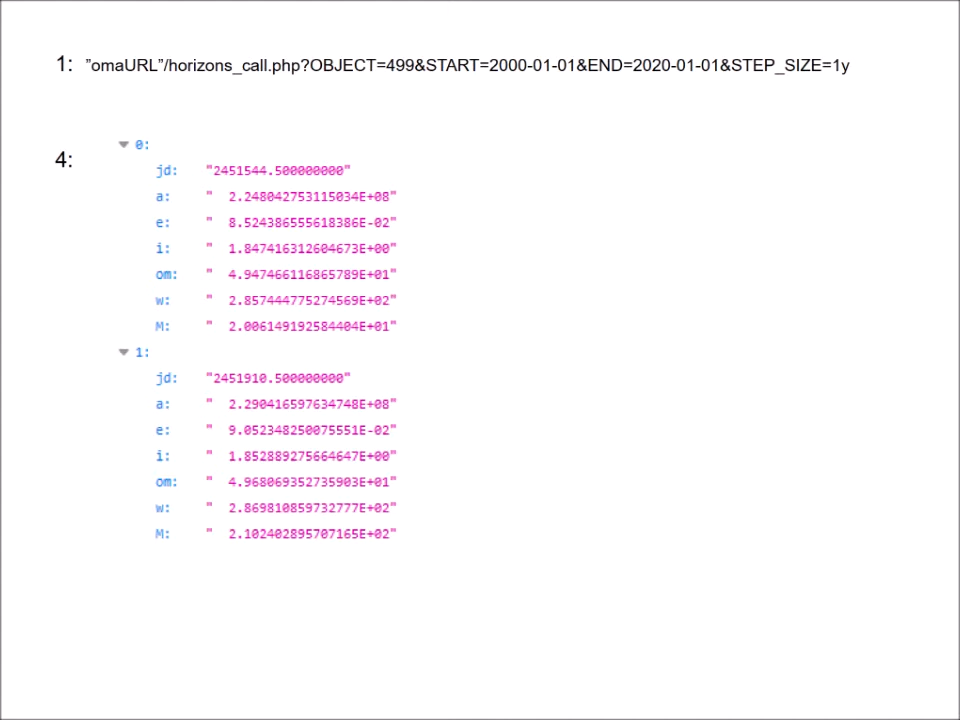 1: ”omaURL”/horizons_call.php?OBJECT=499&START=2000-01-01&END=2020-01-01&STEP_SIZE=1y
4:
0:
jd: "2451544.500000000"
a: " 2.248042753115034E+08"
e: " 8.524386555618386E-02"
i: " 1.847416312604673E+00"
om: " 4.947466116865789E+01"
w: " 2.857444775274569E+02"
M: " 2.006149192584404E+01"
1:
jd: "2451910.500000000"
a: " 2.290416597634748E+08"
e: " 9.052348250075551E-02"
i: " 1.852889275664647E+00"
om: " 4.968069352735903E+01"
w: " 2.869810859732777E+02"
M: " 2.102402895707165E+02"